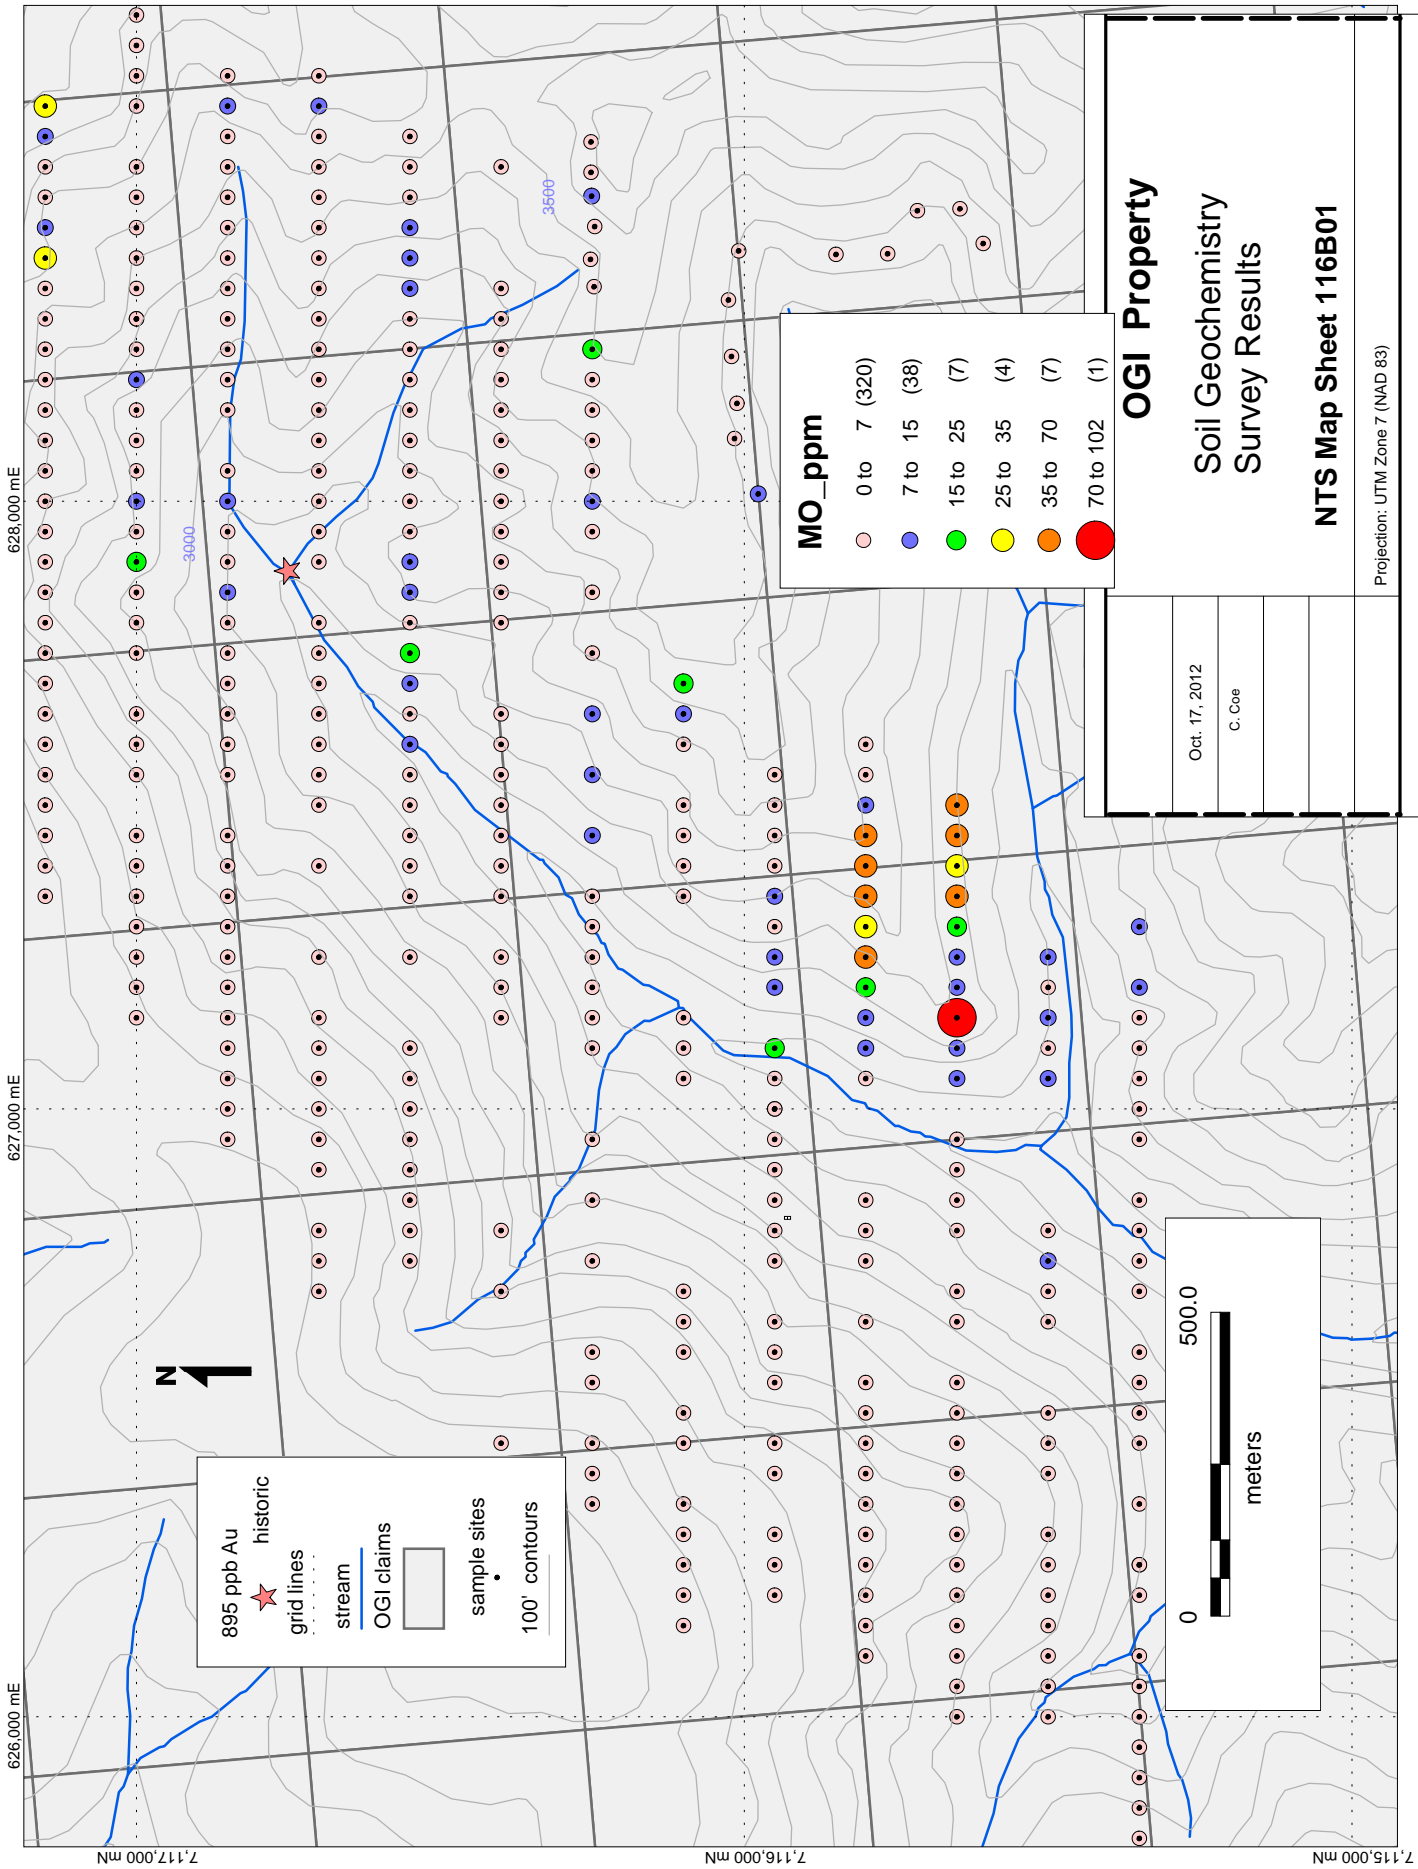 626,000 mE
627,000 mE
628,000 mE
7,117,000 mN
7,116,000 mN
7,115,000 mN
3000
3500
N
895 ppb Au
historic
grid lines
stream
OGI claims
sample sites
100' contours
MO_ppm
0 to 7 (320)
7 to 15 (38)
15 to 25 (7)
25 to 35 (4)
35 to 70 (7)
70 to 102 (1)
0 500.0
meters
OGI Property
Soil Geochemistry
Survey Results
NTS Map Sheet 116B01
Oct. 17, 2012
C. Coe
Projection: UTM Zone 7 (NAD 83)